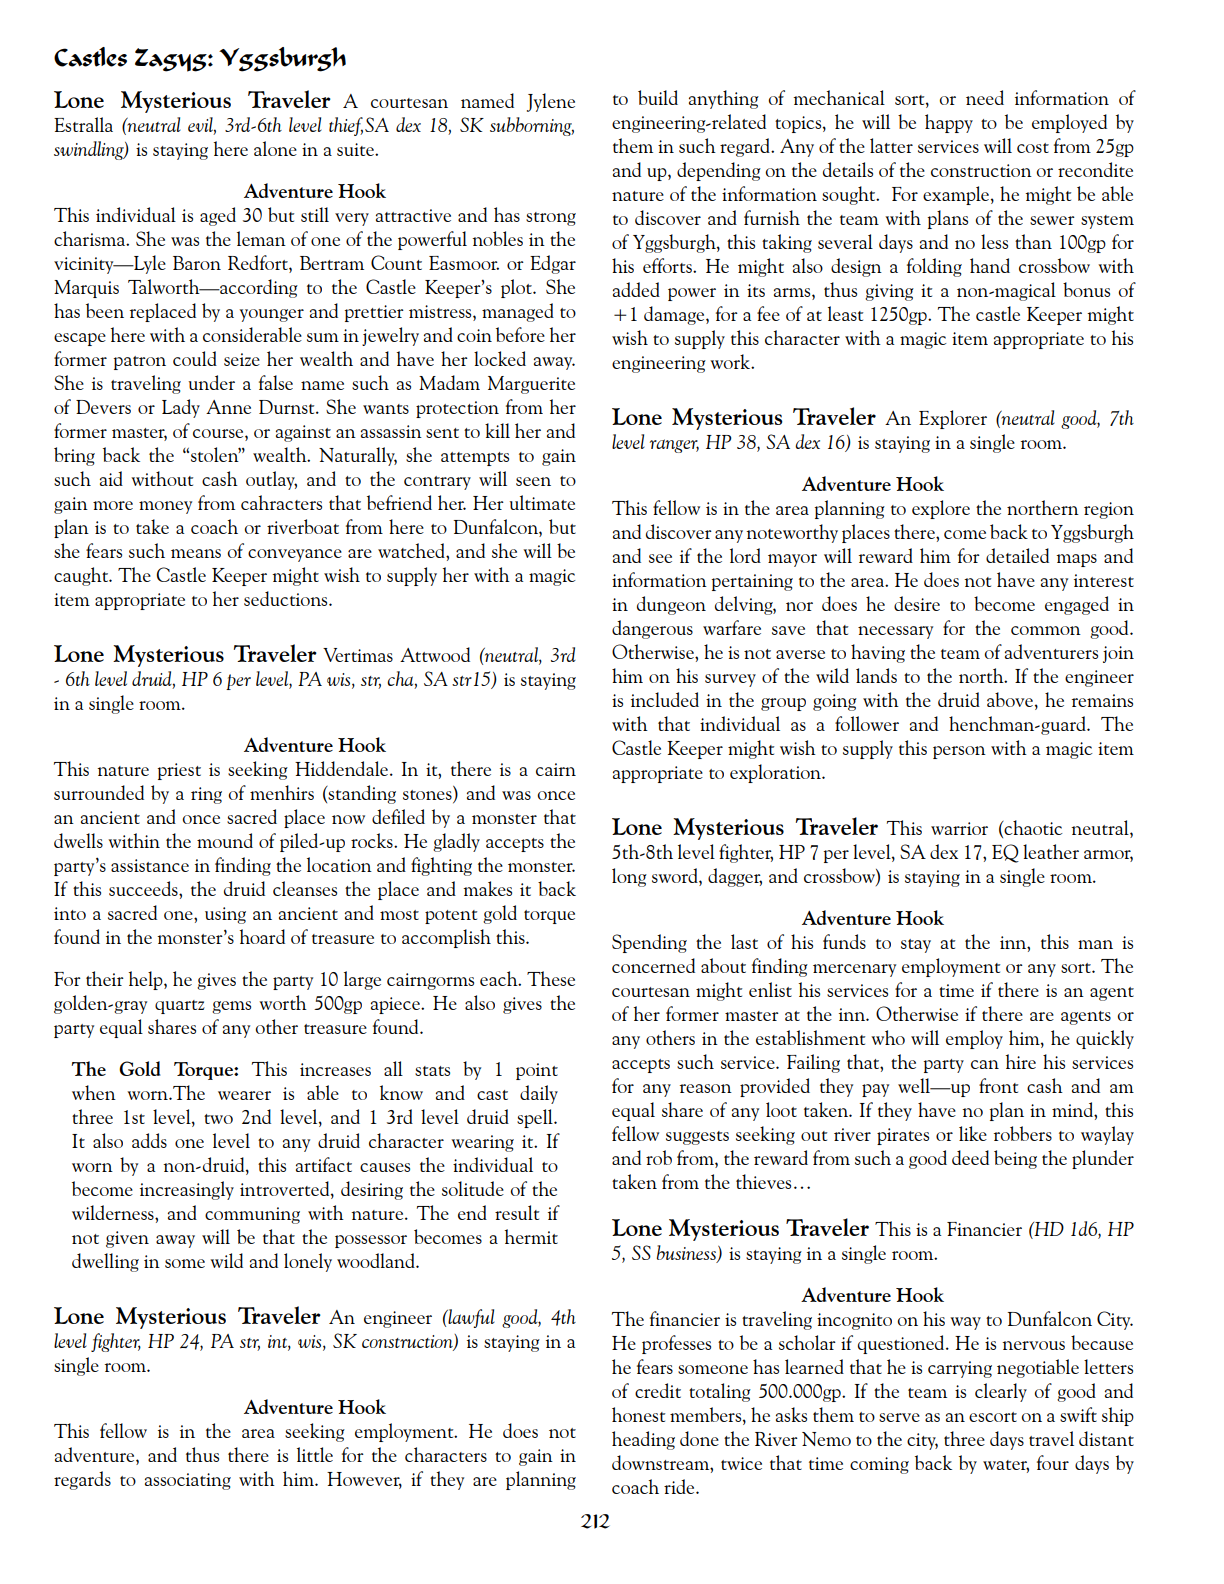 Castles Zagyg: Yggsburgh
Lone Mysterious Traveler A courtesan named Jylene
Estralla (neutral evil, 3rd-6th level thief,SA dex 18, SK subborning,
swindling) is staying here alone in a suite.
Adventure Hook
This individual is aged 30 but still very attractive and has strong
charisma. She was the leman of one of the powerful nobles in the
vicinity—Lyle Baron Redfort, Bertram Count Easmoor. or Edgar
Marquis Talworth—according to the Castle Keeper's plot. She
has been replaced by a younger and prettier mistress, managed to
escape here with a considerable sum in jewelry and coin before her
former patron could seize her wealth and have her locked away.
She is traveling under a false name such as Madam Marguerite
of Devers or Lady Anne Durnst. She wants protection from her
former master, of course, or against an assassin sent to kill her and
bring back the “stolen” wealth. Naturally, she attempts to gain
such aid without cash outlay, and to the contrary will seen to
gain more money from cahracters that befriend her. Her ultimate
plan is to take a coach or riverboat from here to Dunfalcon, but
she fears such means of conveyance are watched, and she will be
caught. The Castle Keeper might wish to supply her with a magic
item appropriate to her seductions.
Lone Mysterious Traveler Vertimas Attwood (neutral, 3rd
- 6th level druid, HP 6 per level, PA wis, str, cha, SA str15) is staying
in a single room.
Adventure Hook
This nature priest is seeking Hiddendale. In it, there is a cairn
surrounded by a ring of menhirs (standing stones) and was once
an ancient and once sacred place now defiled by a monster that
dwells within the mound of piled-up rocks. He gladly accepts the
party's assistance in finding the location and fighting the monster.
If this succeeds, the druid cleanses the place and makes it back
into a sacred one, using an ancient and most potent gold torque
found in the monster's hoard of treasure to accomplish this.
For their help, he gives the party 10 large cairngorms each. These
golden-gray quartz gems worth 500gp apiece. He also gives the
party equal shares of any other treasure found.
The Gold Torque: This increases all stats by 1 point
when worn.The wearer is able to know and cast daily
three 1st level, two 2nd level, and 1 3rd level druid spell.
It also adds one level to any druid character wearing it. If
worn by a non-druid, this artifact causes the individual to
become increasingly introverted, desiring the solitude of the
wilderness, and communing with nature. The end result if
not given away will be that the possessor becomes a hermit
dwelling in some wild and lonely woodland.
Lone Mysterious Traveler An engineer (lawful good, 4th
level fighter, HP 24, PA str, int, wis, SK construction) is staying in a
single room.
Adventure Hook
This fellow is in the area seeking employment. He does not
adventure, and thus there is little for the characters to gain in
regards to associating with him. However, if they are planning
to build anything of mechanical sort, or need information of
engineering-related topics, he will be happy to be employed by
them in such regard. Any of the latter services will cost from 25gp
and up, depending on the details of the construction or recondite
nature of the information sought. For example, he might be able
to discover and furnish the team with plans of the sewer system
of Yggsburgh, this taking several days and no less than 100gp for
his efforts. He might also design a folding hand crossbow with
added power in its arms, thus giving it a non-magical bonus of
+1 damage, for a fee of at least 1250gp. The castle Keeper might
wish to supply this character with a magic item appropriate to his
engineering work.
Lone Mysterious Traveler An Explorer (neutral good, 7th
level ranger, HP 38, SA dex 16) is staying in a single room.
Adventure Hook
This fellow is in the area planning to explore the northern region
and discover any noteworthy places there, come back to Yggsburgh
and see if the lord mayor will reward him for detailed maps and
information pertaining to the area. He does not have any interest
in dungeon delving, nor does he desire to become engaged in
dangerous warfare save that necessary for the common good.
Otherwise, he is not averse to having the team of adventurers join
him on his survey of the wild lands to the north. If the engineer
is included in the group going with the druid above, he remains
with that individual as a follower and henchman-guard. The
Castle Keeper might wish to supply this person with a magic item
appropriate to exploration.
Lone Mysterious Traveler This warrior (chaotic neutral,
5th-8th level fighter, HP 7 per level, SA dex 17, EQ leather armor,
long sword, dagger, and crossbow) is staying in a single room.
Adventure Hook
Spending the last of his funds to stay at the inn, this man is
concerned about finding mercenary employment or any sort. The
courtesan might enlist his services for a time if there is an agent
of her former master at the inn. Otherwise if there are agents or
any others in the establishment who will employ him, he quickly
accepts such service. Failing that, the party can hire his services
for any reason provided they pay well—up front cash and am
equal share of any loot taken. If they have no plan in mind, this
fellow suggests seeking out river pirates or like robbers to waylay
and rob from, the reward from such a good deed being the plunder
taken from the thieves…
Lone Mysterious Traveler This is a Financier (HD 1d6, HP
5, SS business) is staying in a single room.
Adventure Hook
The financier is traveling incognito on his way to Dunfalcon City.
He professes to be a scholar if questioned. He is nervous because
he fears someone has learned that he is carrying negotiable letters
of credit totaling 500.000gp. If the team is clearly of good and
honest members, he asks them to serve as an escort on a swift ship
heading done the River Nemo to the city, three days travel distant
downstream, twice that time coming back by water, four days by
coach ride.
212